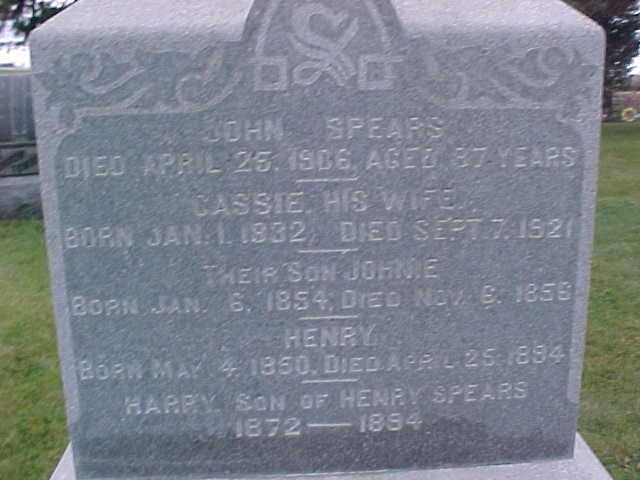 S
JOHN SPEARS
DIED APRIL 25, 1906, AGED 87 YEARS
CASSIE, HIS WIFE.
BORN JAN. 1, 1832, DIED SEPT. 7, 1921
THEIR SON JOHNIE
BORN JAN. 6, 1854, DIED NOV. 6, 1859
HENRY
BORN MAY 4, 1850, DIED APRIL 25, 1894
HARRY, SON OF HENRY SPEARS
1872 — 1894